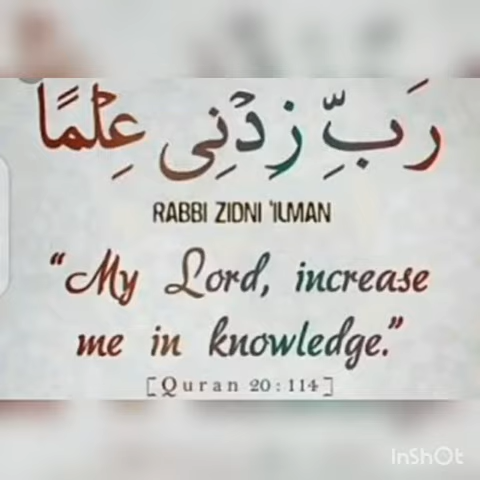 رَبِّ زِدْنِي عِلْمًا
RABBI ZIDNI 'ILMAN
“My Lord, increase
me in knowledge.”
[Quran 20:114]
InShOt